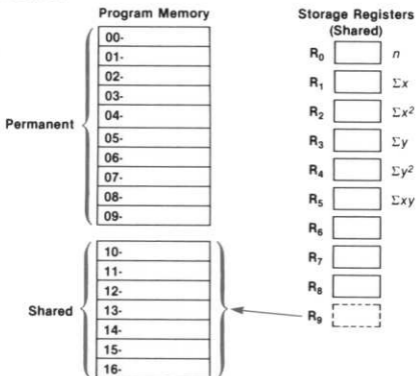 Program Memory
00-
01-
02-
03-
04-
05-
06-
07-
08-
09-
Permanent
10-
11-
12-
13-
14-
15-
16-
Shared
Storage Registers
(Shared)
R₀ n
R₁ Σx
R₂ Σx²
R₃ Σy
R₄ Σy²
R₅ Σxy
R₆
R₇
R₈
R₉